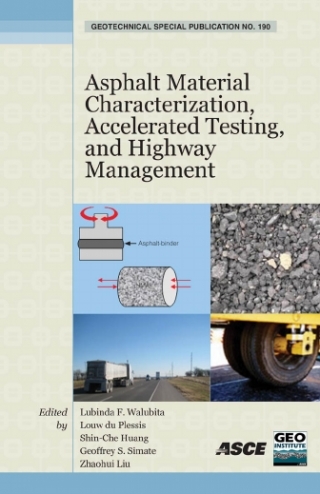 GEOTECHNICAL SPECIAL PUBLICATION NO. 190
Asphalt Material
Characterization,
Accelerated Testing,
and Highway
Management
Asphalt binder
Edited
by
Lubinda F. Walubita
Louw du Plessis
Shin-Che Huang
Geoffrey S. Simate
Zhaohui Liu
ASCE
GEO
INSTITUTE